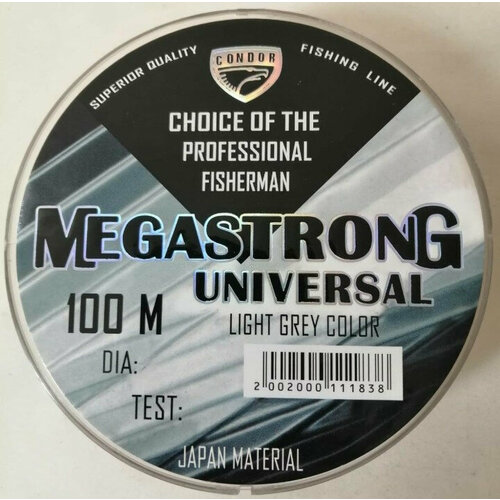 SUPERIOR QUALITY
CONDOR
FISHING LINE
CHOICE OF THE
PROFESSIONAL
FISHERMAN
MEGASTRONG
UNIVERSAL
100 M
LIGHT GREY COLOR
DIA:
2 002000 111838
TEST:
JAPAN MATERIAL